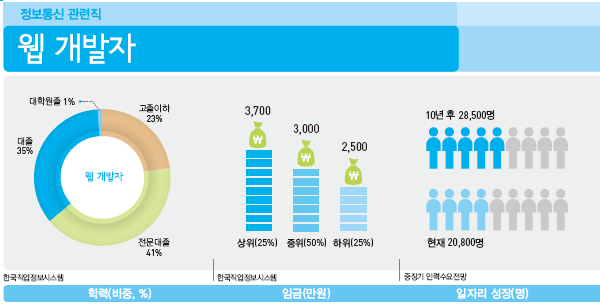 정보통신 관련직
웹 개발자
대학원졸 1%
고졸이하
23%
대졸
35%
웹 개발자
전문대졸
41%
3,700
3,000
2,500
상위(25%) 중위(50%) 하위(25%)
10년 후 28,500명
현재 20,800명
한국직업정보시스템
한국직업정보시스템
중장기 인력수요전망
학력(비중, %)
임금(만원)
일자리 성장(명)